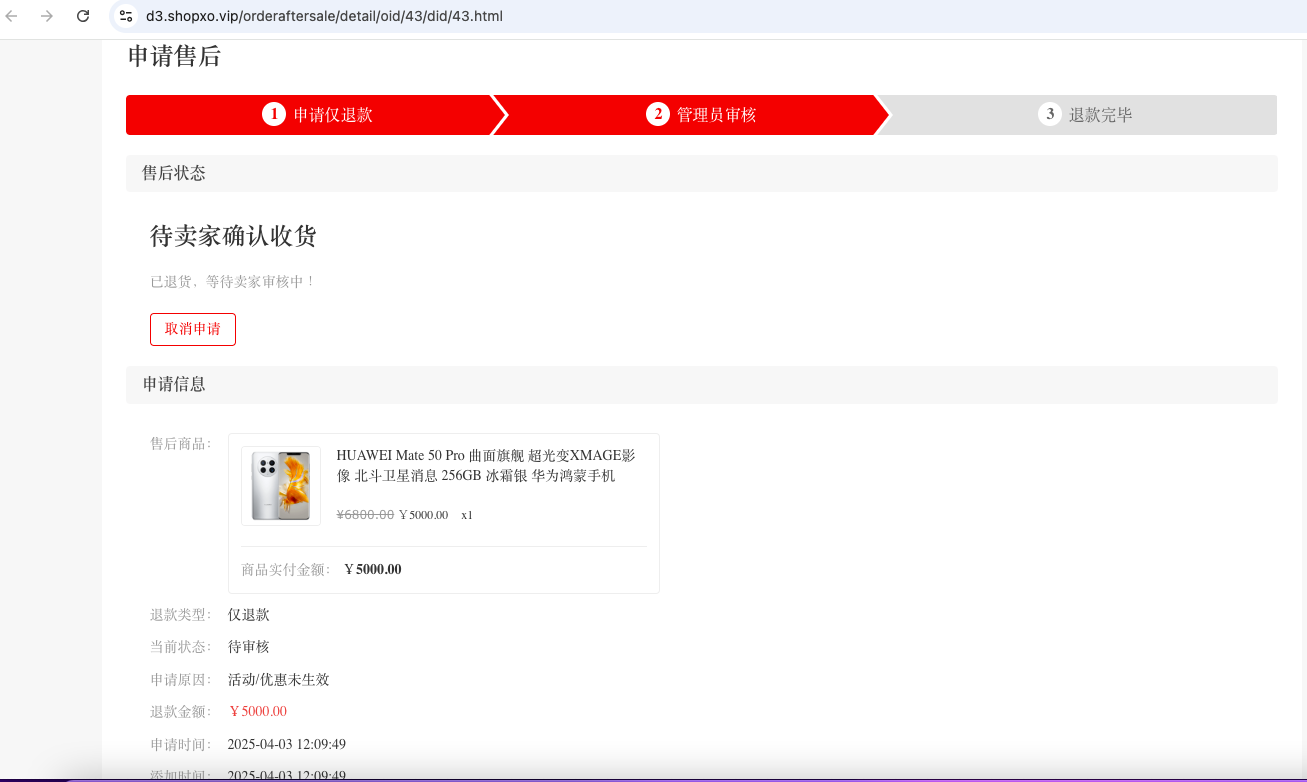 d3.shopxo.vip/orderaftersale/detail/oid/43/did/43.html
申请售后
1 申请仅退款
2 管理员审核
3 退款完毕
售后状态
待卖家确认收货
已退货，等待卖家审核中！
取消申请
申请信息
售后商品：
HUAWEI Mate 50 Pro 曲面旗舰 超光变XMAGE影
像 北斗卫星消息 256GB 冰霜银 华为鸿蒙手机
¥6800.00 ￥5000.00 x1
商品实付金额： ￥5000.00
退款类型： 仅退款
当前状态： 待审核
申请原因： 活动/优惠未生效
退款金额： ￥5000.00
申请时间： 2025-04-03 12:09:49
添加时间： 2025-04-03 12:09:49